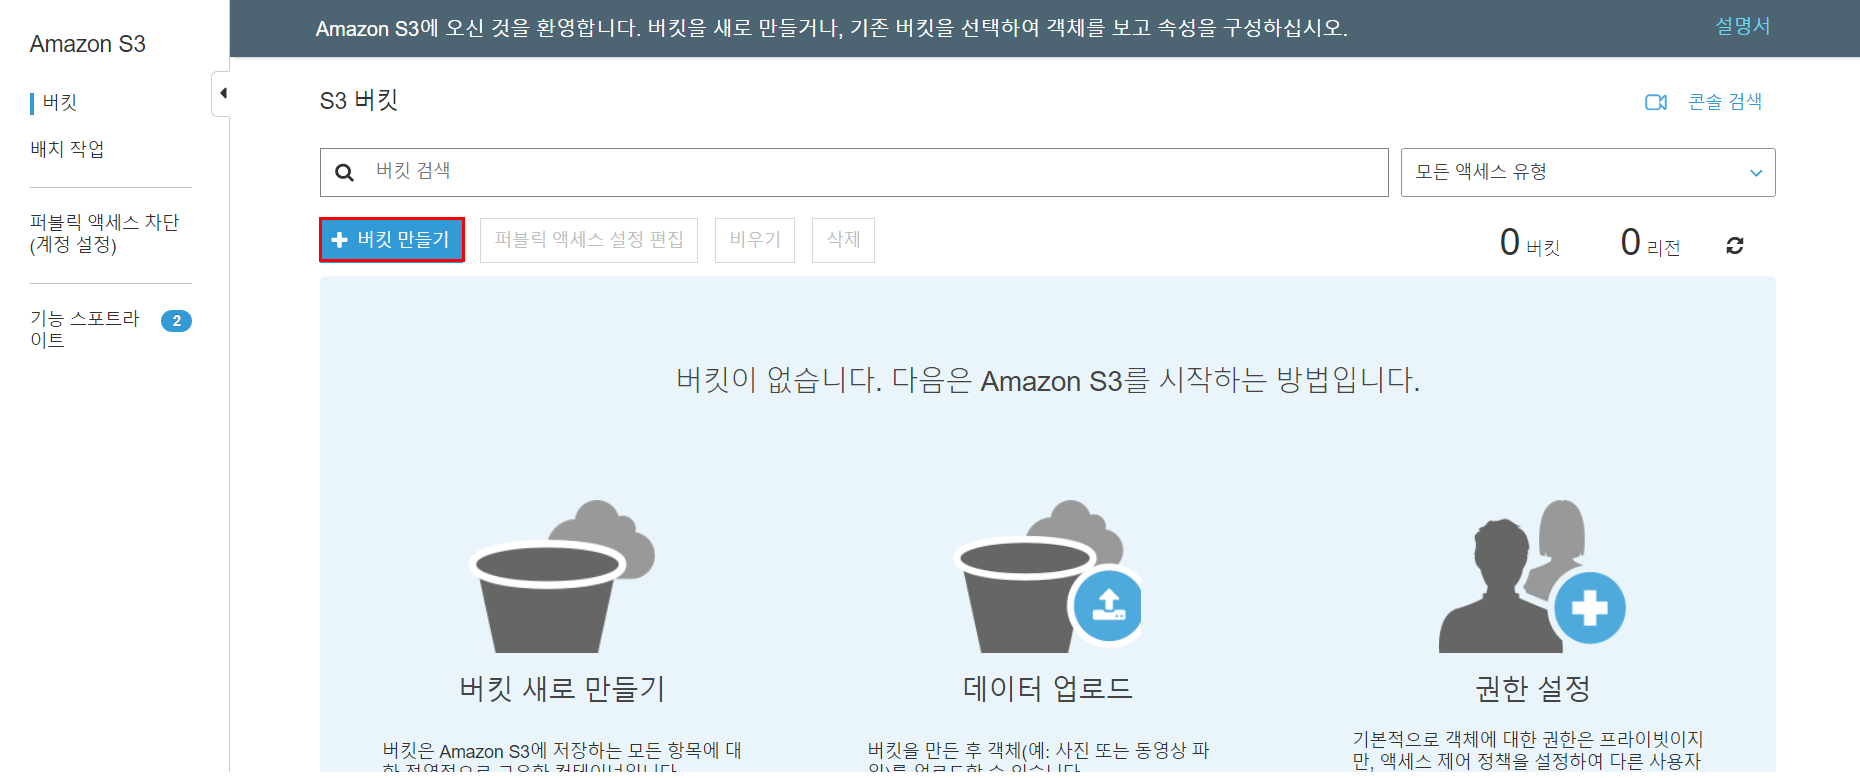 Amazon S3
버킷
배치 작업
퍼블릭 액세스 차단
(계정 설정)
기능 스포트라
이트
2
Amazon S3에 오신 것을 환영합니다. 버킷을 새로 만들거나, 기존 버킷을 선택하여 객체를 보고 속성을 구성하십시오.
설명서
S3 버킷
콘솔 검색
버킷 검색
모든 액세스 유형
버킷 만들기
퍼블릭 액세스 설정 편집
비우기
삭제
0 버킷
0 리전
버킷이 없습니다. 다음은 Amazon S3를 시작하는 방법입니다.
버킷 새로 만들기
버킷은 Amazon S3에 저장하는 모든 항목에 대
데이터 업로드
버킷을 만든 후 객체(예: 사진 또는 동영상 파
권한 설정
기본적으로 객체에 대한 권한은 프라이빗이지
만, 액세스 제어 정책을 설정하여 다른 사용자